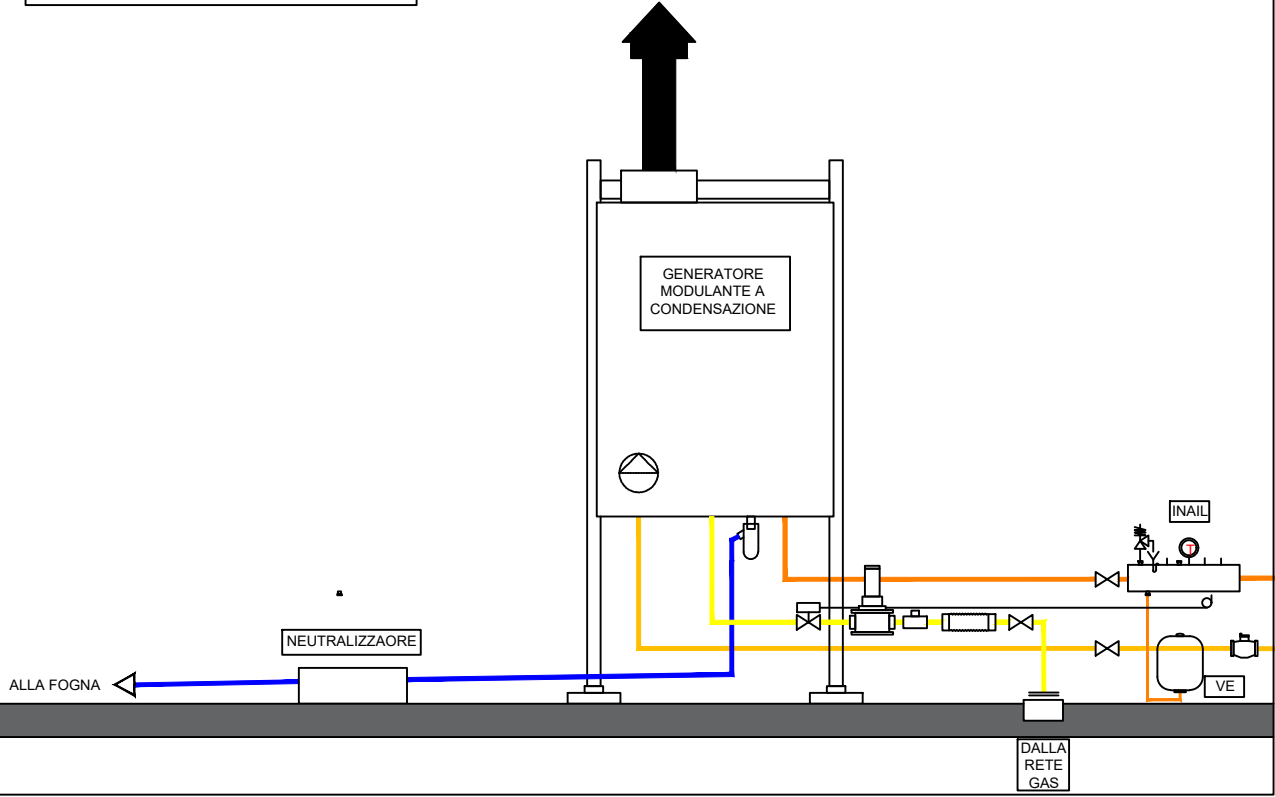 GENERATORE
MODULANTE A
CONDENSAZIONE
INAIL
T
NEUTRALIZZAORE
ALLA FOGNA
VE
DALLA
RETE
GAS